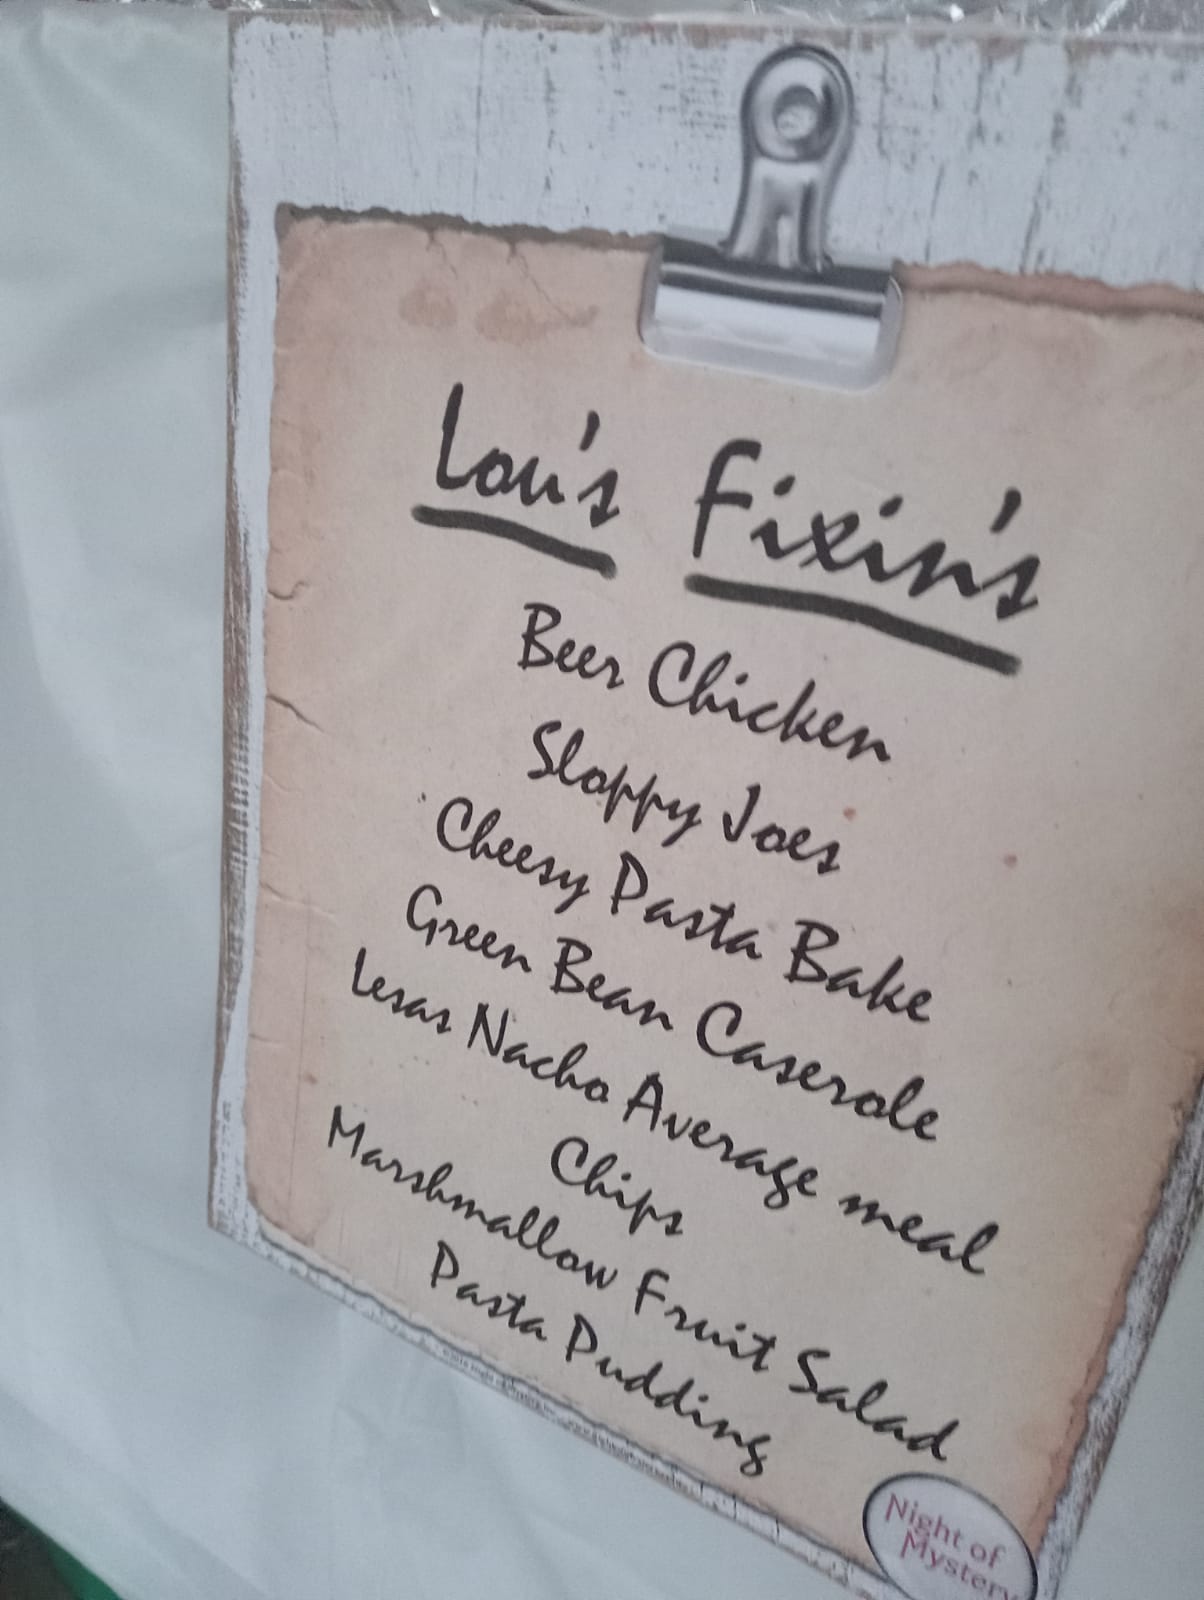 Lou's Fixin's
Beer Chicken
Sloppy Joes
Cheesy Pasta Bake
Green Bean Caserole
Lesas Nacho Average meal
Chips
Marshmallow Fruit Salad
Pasta Pudding
Night of
Mystery